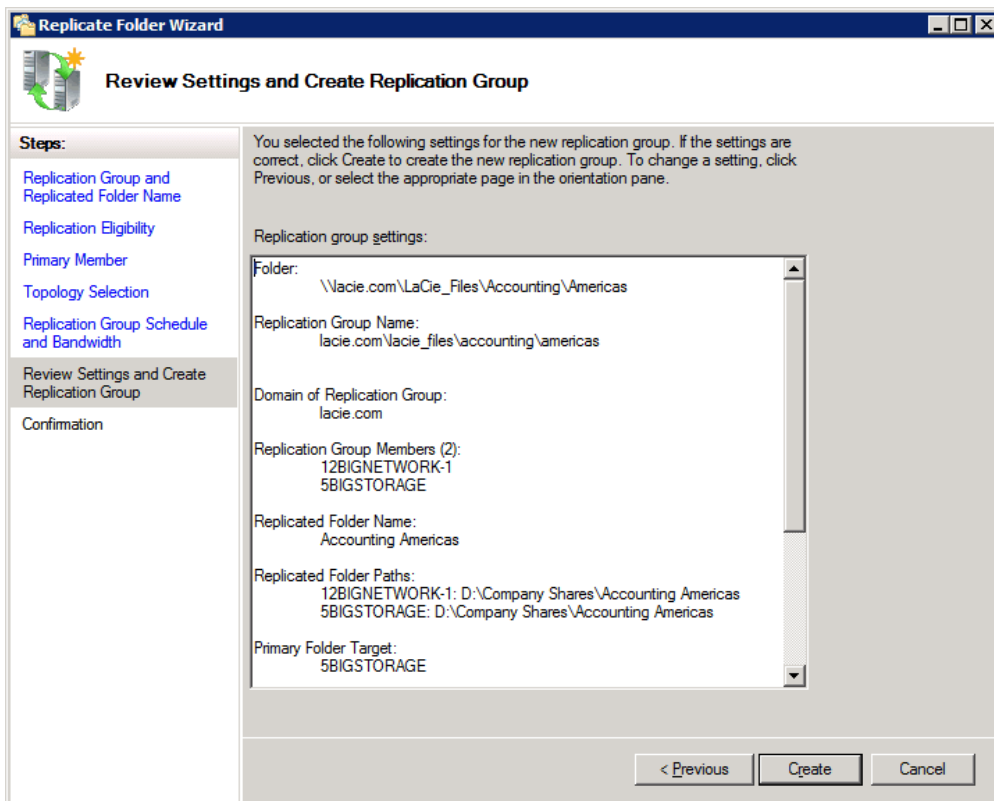 Replicate Folder Wizard
Review Settings and Create Replication Group
Steps:
Replication Group and
Replicated Folder Name
Replication Eligibility
Primary Member
Topology Selection
Replication Group Schedule
and Bandwidth
Review Settings and Create
Replication Group
Confirmation
You selected the following settings for the new replication group. If the settings are
correct, click Create to create the new replication group. To change a setting, click
Previous, or select the appropriate page in the orientation pane.
Replication group settings:
Folder:
\\lacie.com\LaCie_Files\Accounting\Americas
Replication Group Name:
lacie.com\lacie_files\accounting\americas
Domain of Replication Group:
lacie.com
Replication Group Members (2):
12BIGNETWORK-1
5BIGSTORAGE
Replicated Folder Name:
Accounting Americas
Replicated Folder Paths:
12BIGNETWORK-1: D:\Company Shares\Accounting Americas
5BIGSTORAGE: D:\Company Shares\Accounting Americas
Primary Folder Target:
5BIGSTORAGE
< Previous
Create
Cancel